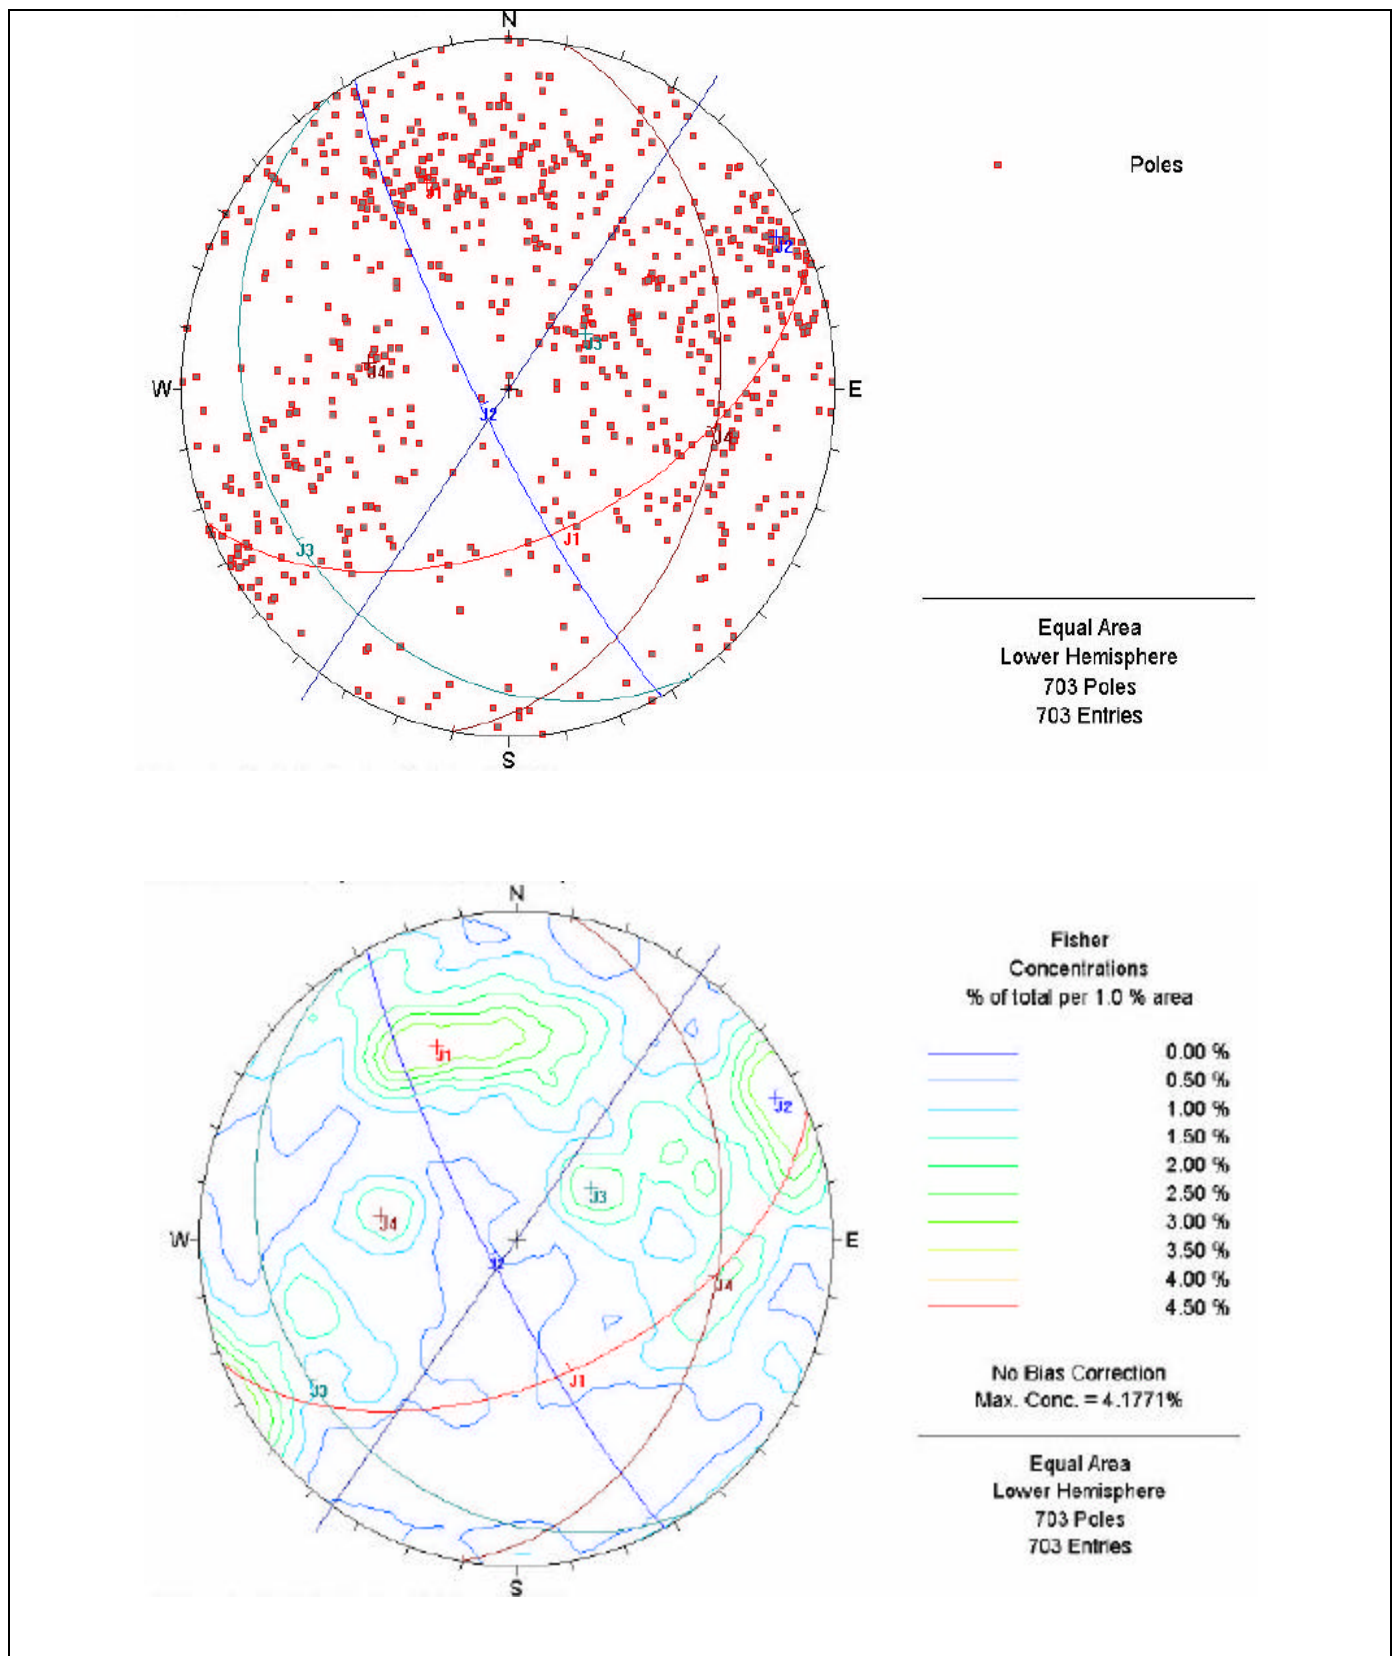 N
J1
Poles
J2
J3
J4
W
E
J2
J4
J3
J1
Equal Area
Lower Hemisphere
703 Poles
703 Entries
S
N
Fisher
Concentrations
% of total per 1.0 % area
J1
0.00 %
0.50 %
J2
1.00 %
1.50 %
2.00 %
J3
2.50 %
J4
3.00 %
W
E
3.50 %
J2
4.00 %
J4
4.50 %
J3
J1
No Bias Correction
Max. Conc. = 4.1771%
Equal Area
Lower Hemisphere
703 Poles
703 Entries
S